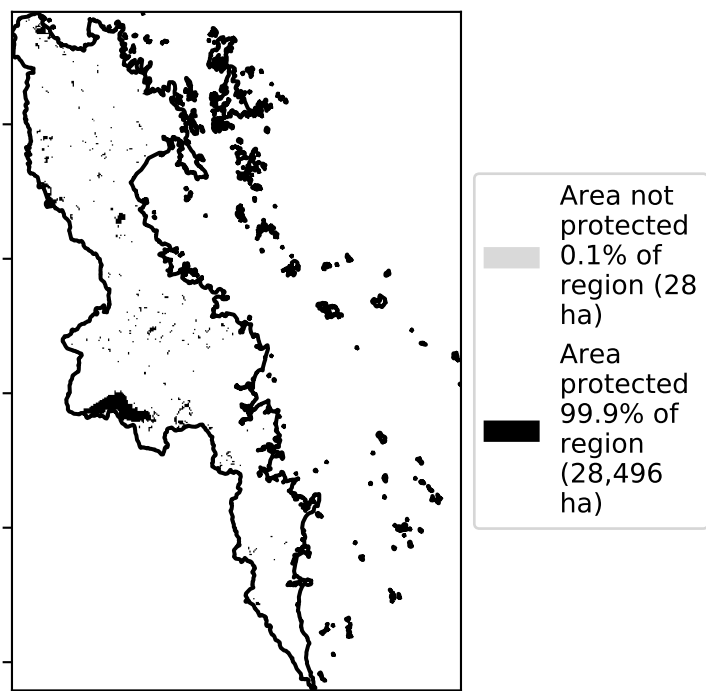 Area not
protected
0.1% of
region (28
ha)
Area
protected
99.9% of
region
(28,496
ha)